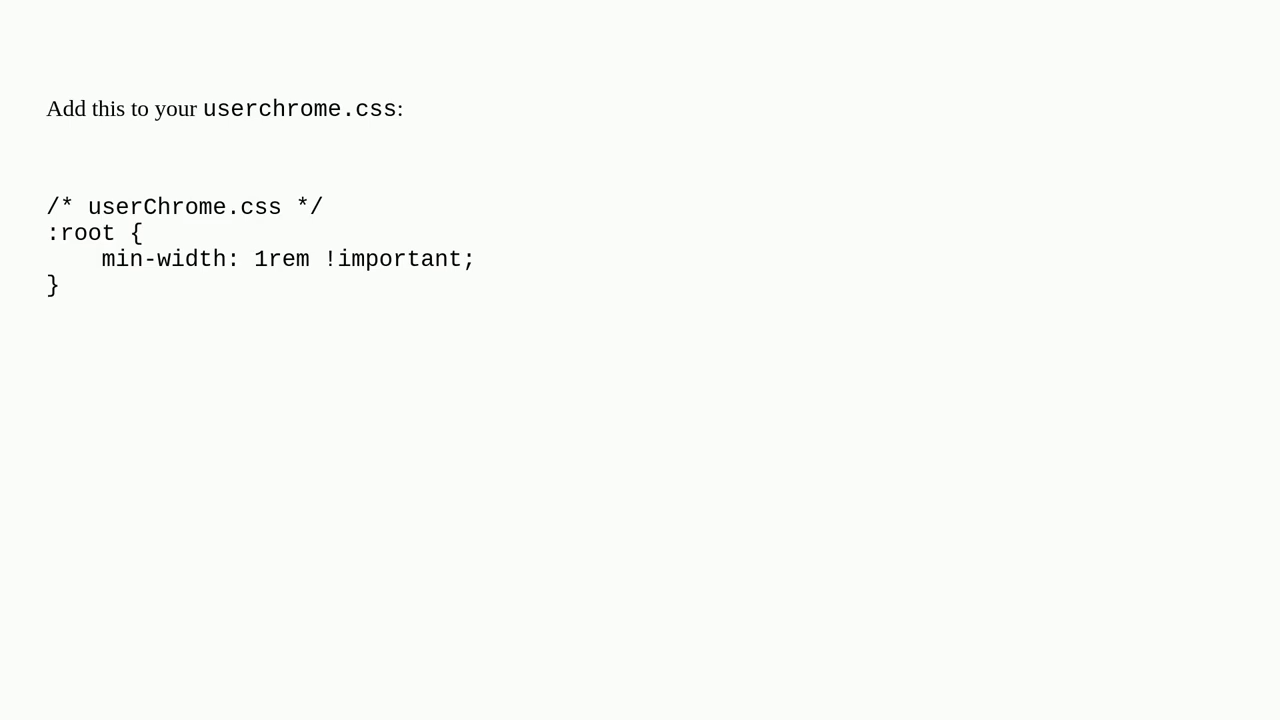 Add this to your userchrome.css:
/* userChrome.css */
:root {
    min-width: 1rem !important;
}